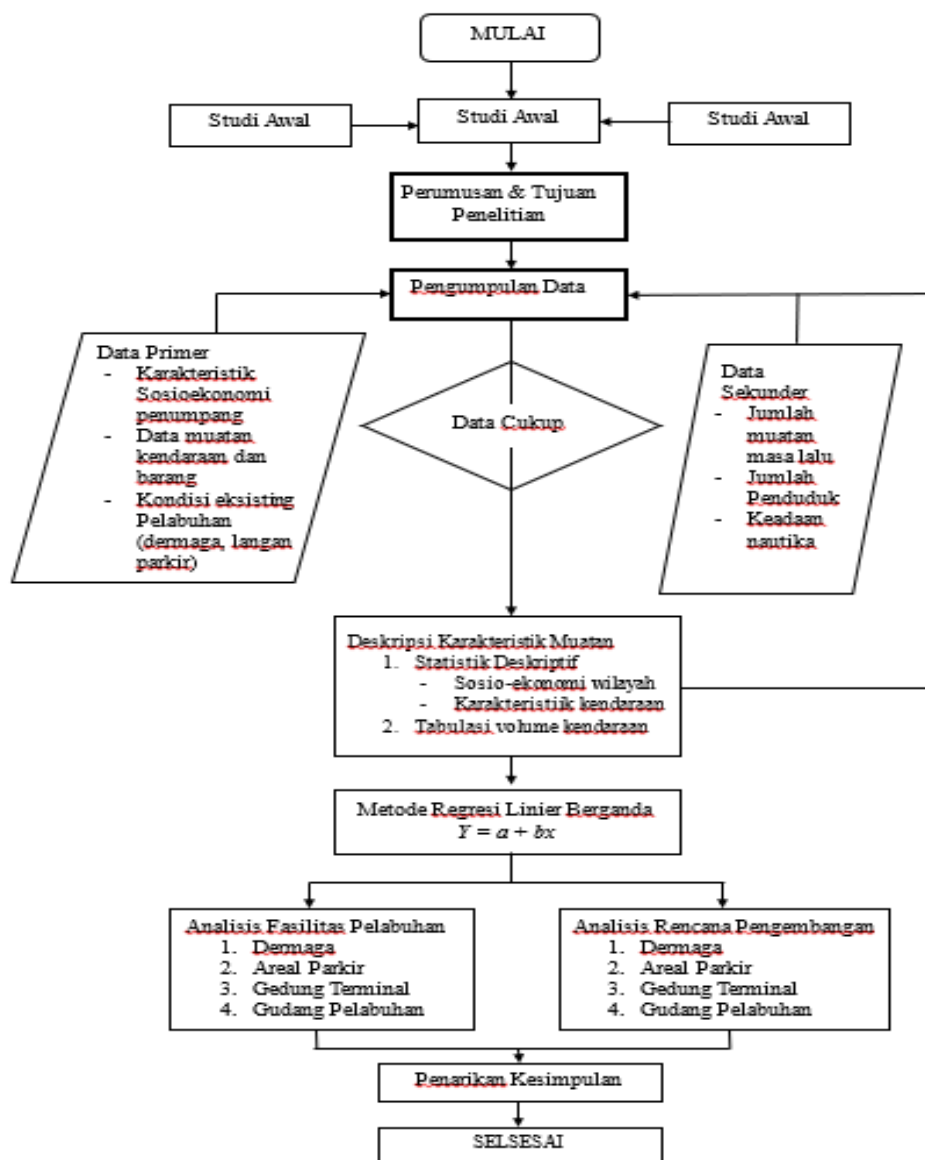 MULAI
Studi Awal
Studi Awal
Studi Awal
Perumusan & Tujuan
Penelitian
Pengumpulan Data
Data Primer
- Karakteristik
Sosioekonomi
penumpang
- Data muatan
kendaraan dan
barang
- Kondisi eksisting
Pelabuhan
(dermaga, langan
parkir)
Data Cukup
Data
Sekunder
- Jumlah
muatan
masa lalu
- Jumlah
Penduduk
- Keadaan
nautika
Deskripsi Karakteristik Muatan
1. Statistik Deskriptif
- Sosio-ekonomi wilayah
- Karakteristiik kendaraan
2. Tabulasi volume kendaraan
Metode Regresi Linier Berganda
Y = a + bx
Analisis Fasilitas Pelabuhan
1. Dermaga
2. Areal Parkir
3. Gedung Terminal
4. Gudang Pelabuhan
Analisis Rencana Pengembangan
1. Dermaga
2. Areal Parkir
3. Gedung Terminal
4. Gudang Pelabuhan
Penarikan Kesimpulan
SELSESAI